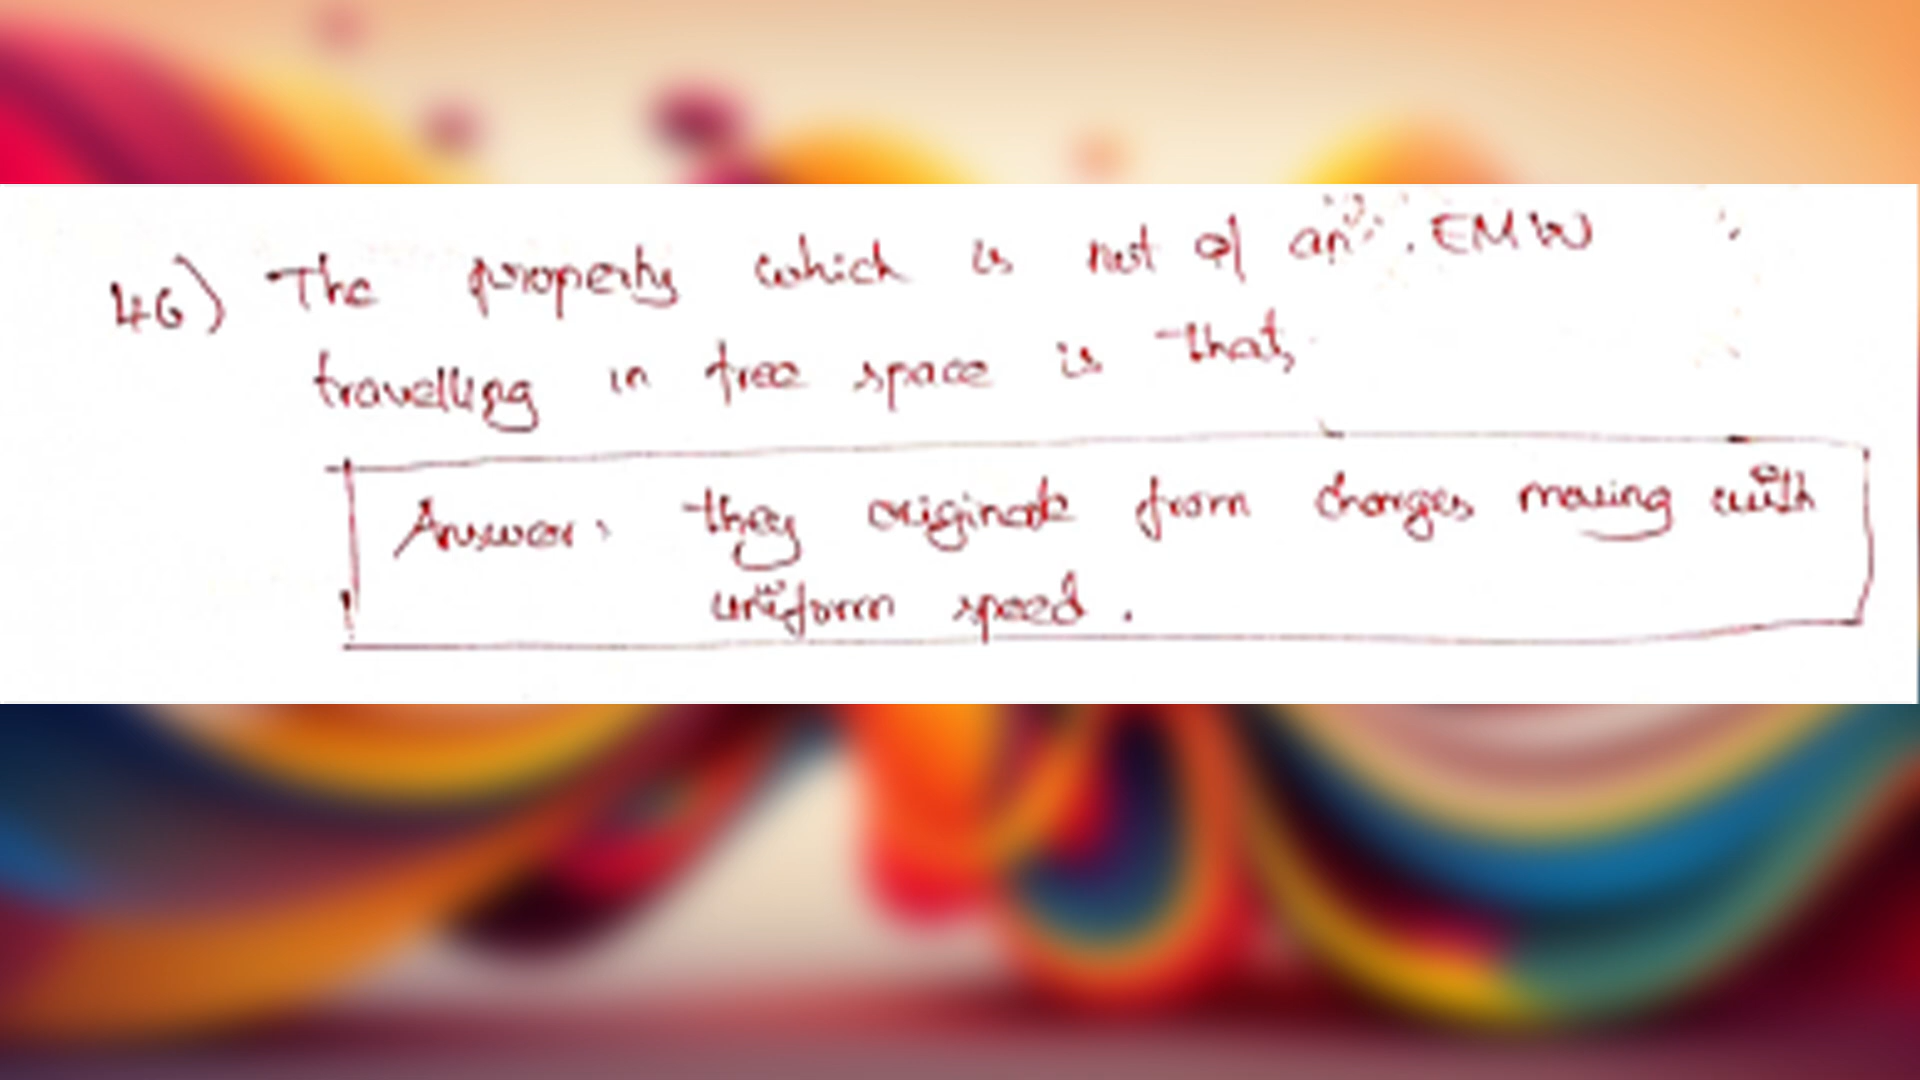 46) The property which is not of an EMW
travelling in free space is that,
Answer: they originate from charges moving with
uniform speed.